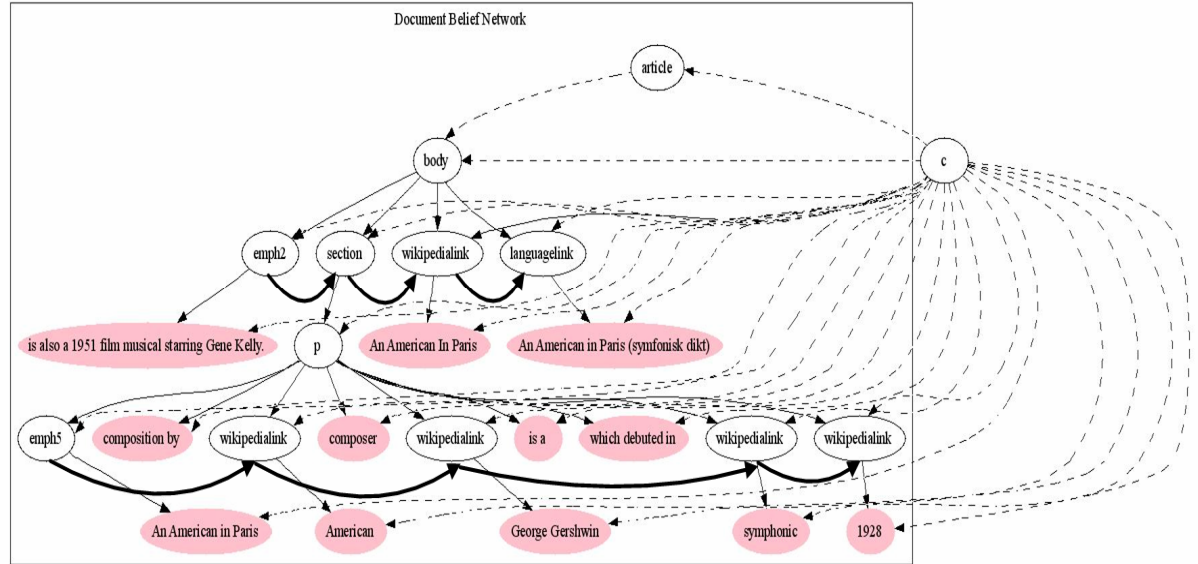 Document Belief Network
article
body
c
emph2
section
wikipedialink
languagelink
is also a 1951 film musical starring Gene Kelly.
p
An American In Paris
An American in Paris (symfonisk dikt)
emph5
composition by
wikipedialink
composer
wikipedialink
is a
which debuted in
wikipedialink
wikipedialink
An American in Paris
American
George Gershwin
symphonic
1928